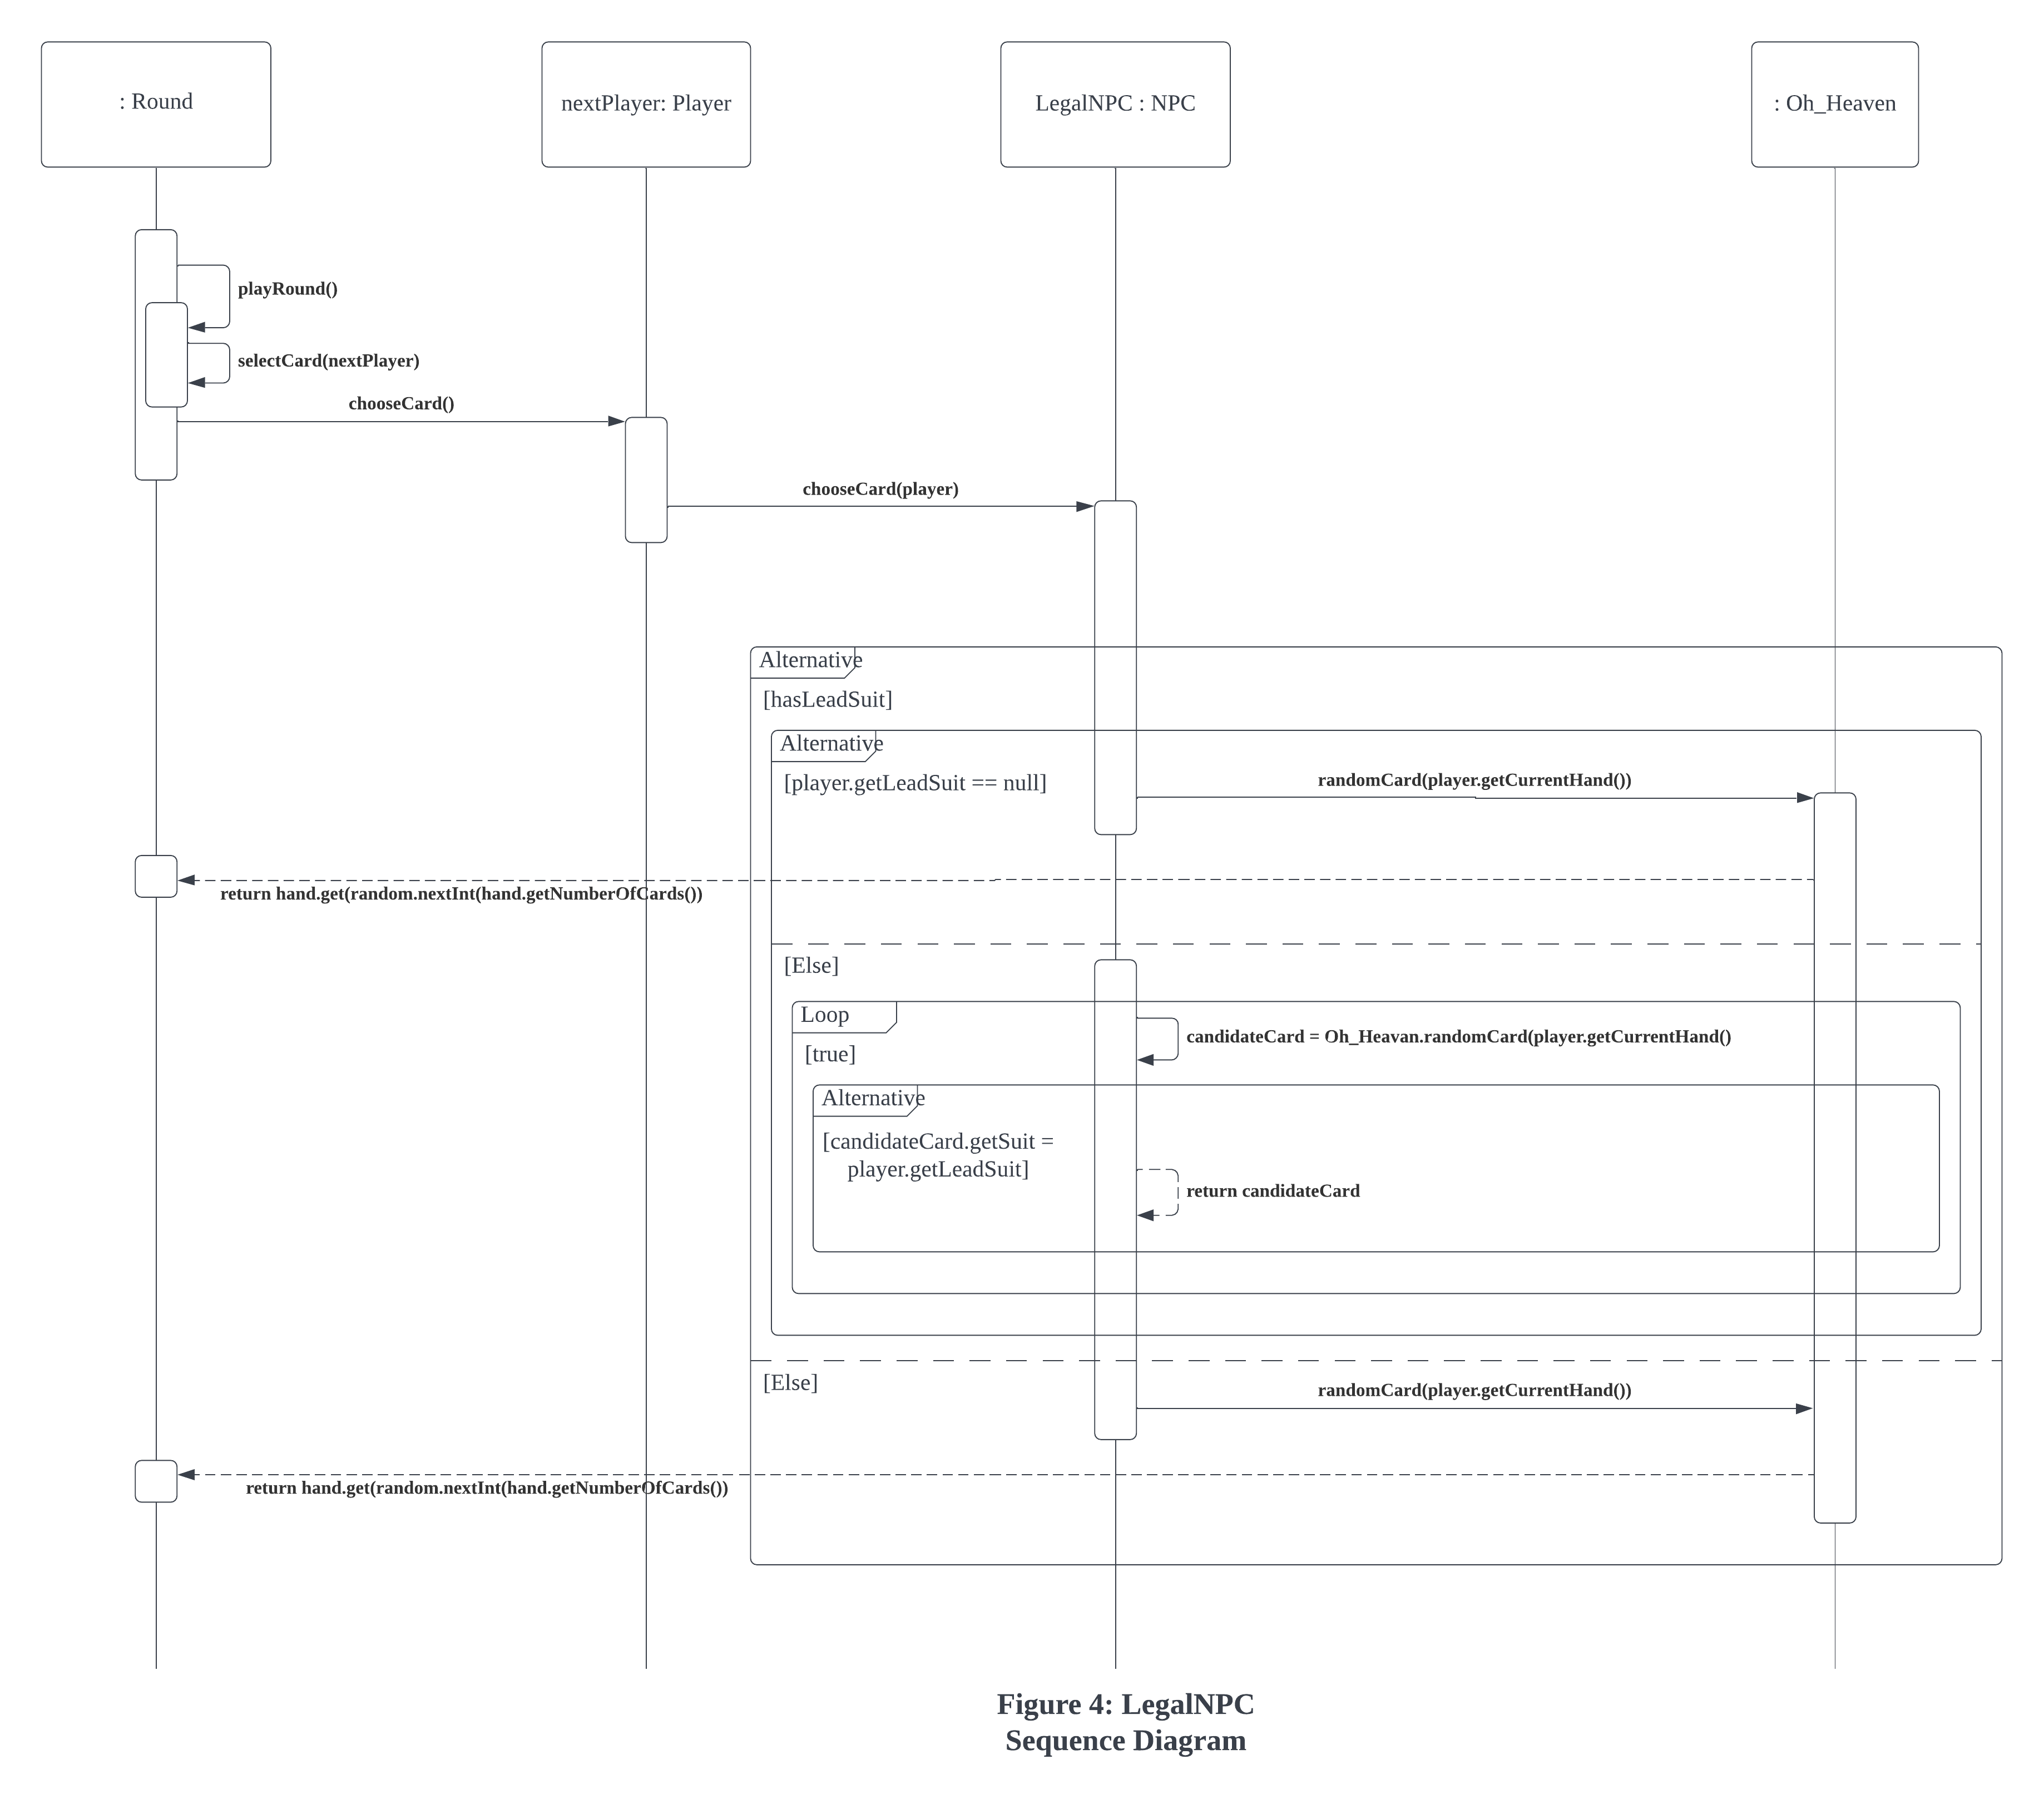 : Round
nextPlayer: Player
LegalNPC : NPC
: Oh_Heaven
playRound()
selectCard(nextPlayer)
chooseCard()
chooseCard(player)
Alternative
[hasLeadSuit]
Alternative
[player.getLeadSuit == null]
randomCard(player.getCurrentHand())
return hand.get(random.nextInt(hand.getNumberOfCards())
[Else]
Loop
[true]
candidateCard = Oh_Heavan.randomCard(player.getCurrentHand()
Alternative
[candidateCard.getSuit =
player.getLeadSuit]
return candidateCard
[Else]
randomCard(player.getCurrentHand())
return hand.get(random.nextInt(hand.getNumberOfCards())
Figure 4: LegalNPC
Sequence Diagram